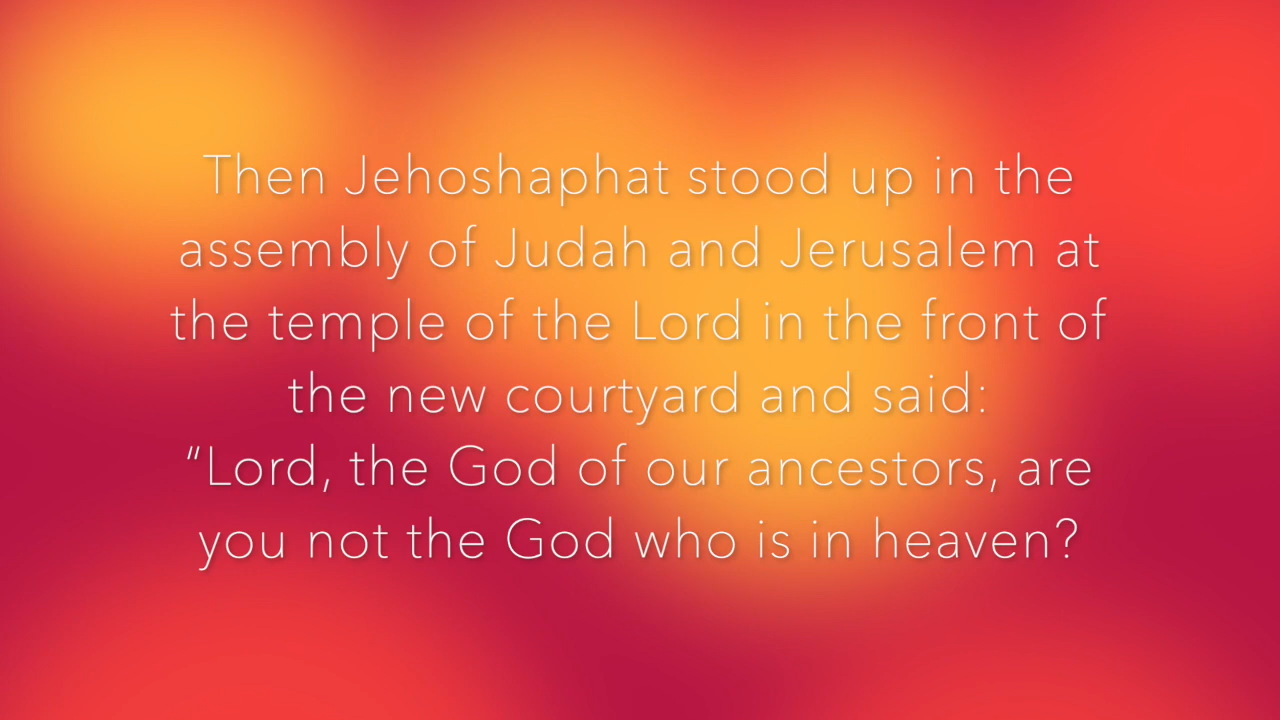 Then Jehoshaphat stood up in the
assembly of Judah and Jerusalem at
the temple of the Lord in the front of
the new courtyard and said:
“Lord, the God of our ancestors, are
you not the God who is in heaven?